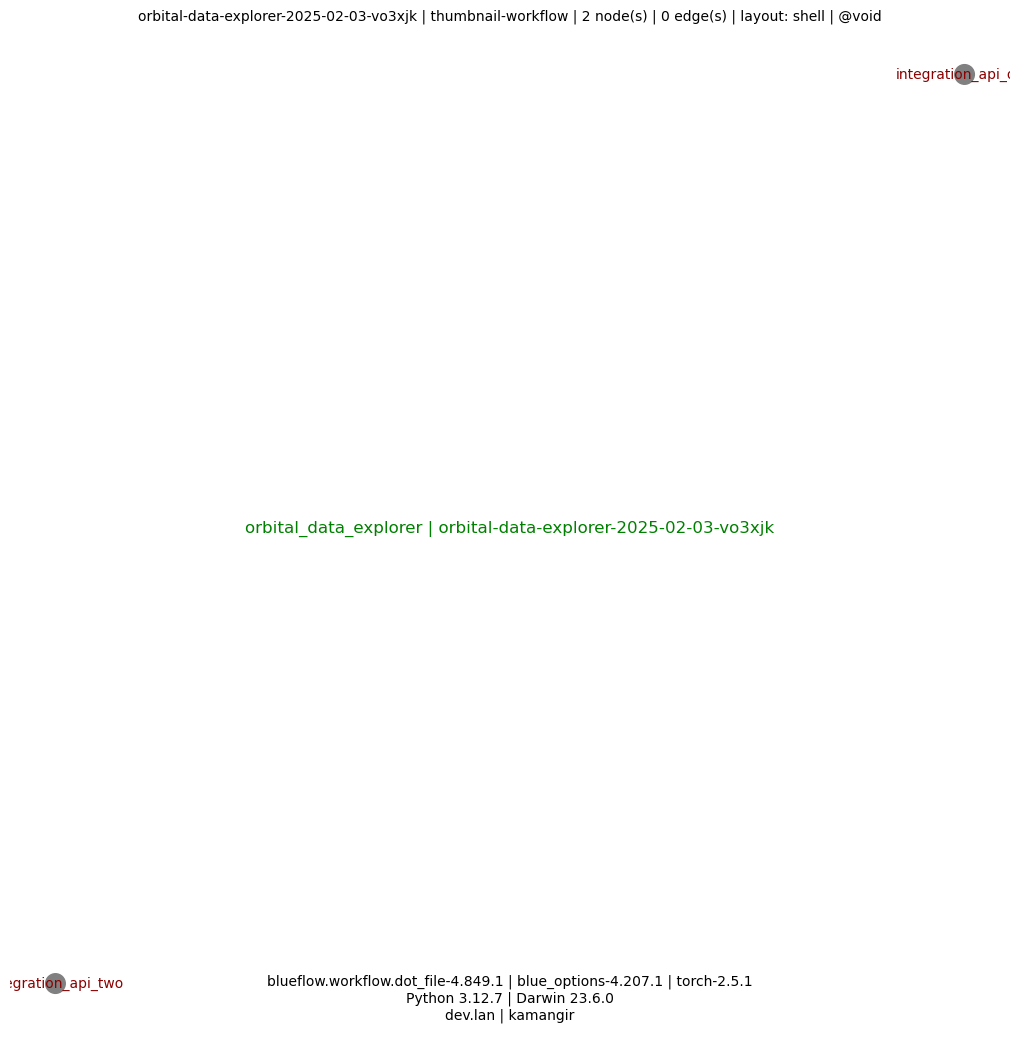 orbital-data-explorer-2025-02-03-vo3xjk | thumbnail-workflow | 2 node(s) | 0 edge(s) | layout: shell | @void
integration_api_
orbital_data_explorer | orbital-data-explorer-2025-02-03-vo3xjk
egration_api_two
blueflow.workflow.dot_file-4.849.1 | blue_options-4.207.1 | torch-2.5.1
Python 3.12.7 | Darwin 23.6.0
dev.lan | kamangir